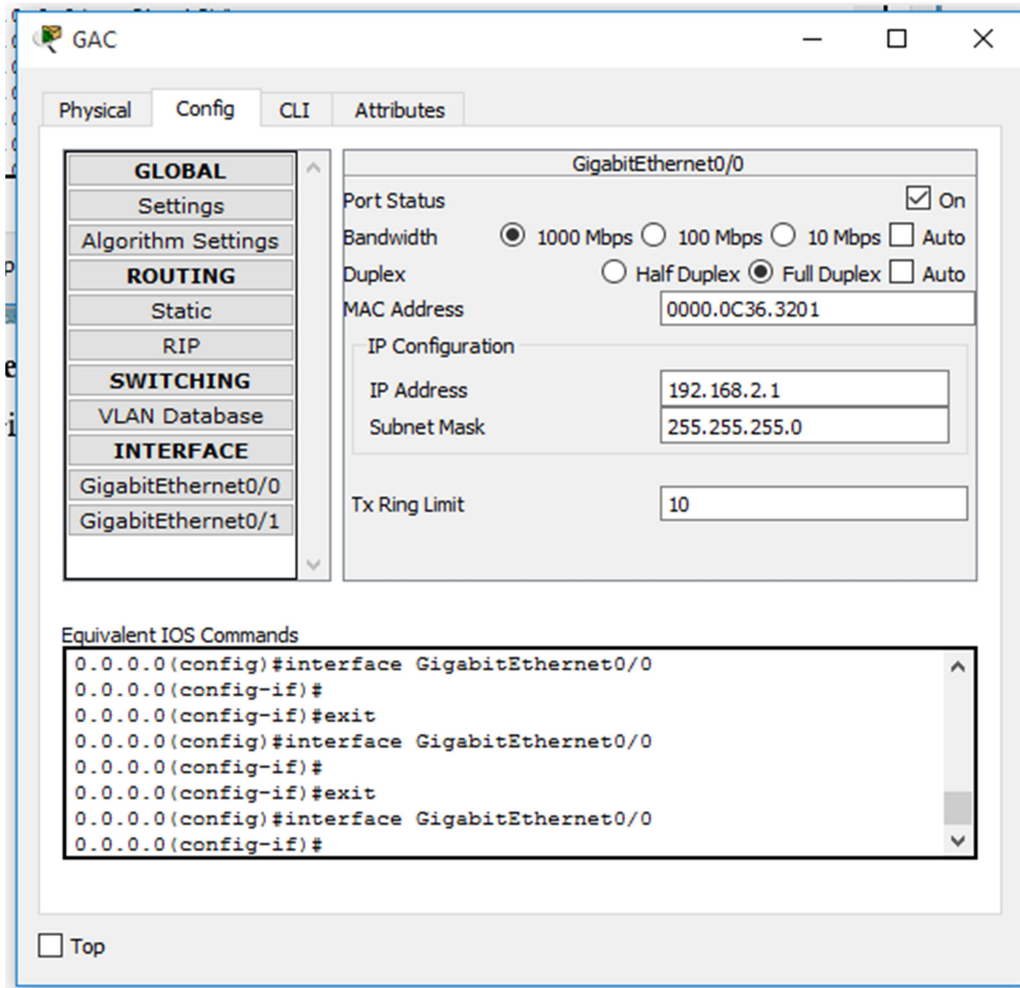 GAC
Physical Config CLI Attributes
GLOBAL
Settings
Algorithm Settings
ROUTING
Static
RIP
SWITCHING
VLAN Database
INTERFACE
GigabitEthernet0/0
GigabitEthernet0/1
GigabitEthernet0/0
Port Status On
Bandwidth 1000 Mbps 100 Mbps 10 Mbps Auto
Duplex Half Duplex Full Duplex Auto
MAC Address 0000.0C36.3201
IP Configuration
IP Address 192.168.2.1
Subnet Mask 255.255.255.0
Tx Ring Limit 10
Equivalent IOS Commands
0.0.0.0(config)#interface GigabitEthernet0/0
0.0.0.0(config-if)#
0.0.0.0(config-if)#exit
0.0.0.0(config)#interface GigabitEthernet0/0
0.0.0.0(config-if)#
0.0.0.0(config-if)#exit
0.0.0.0(config)#interface GigabitEthernet0/0
0.0.0.0(config-if)#
Top